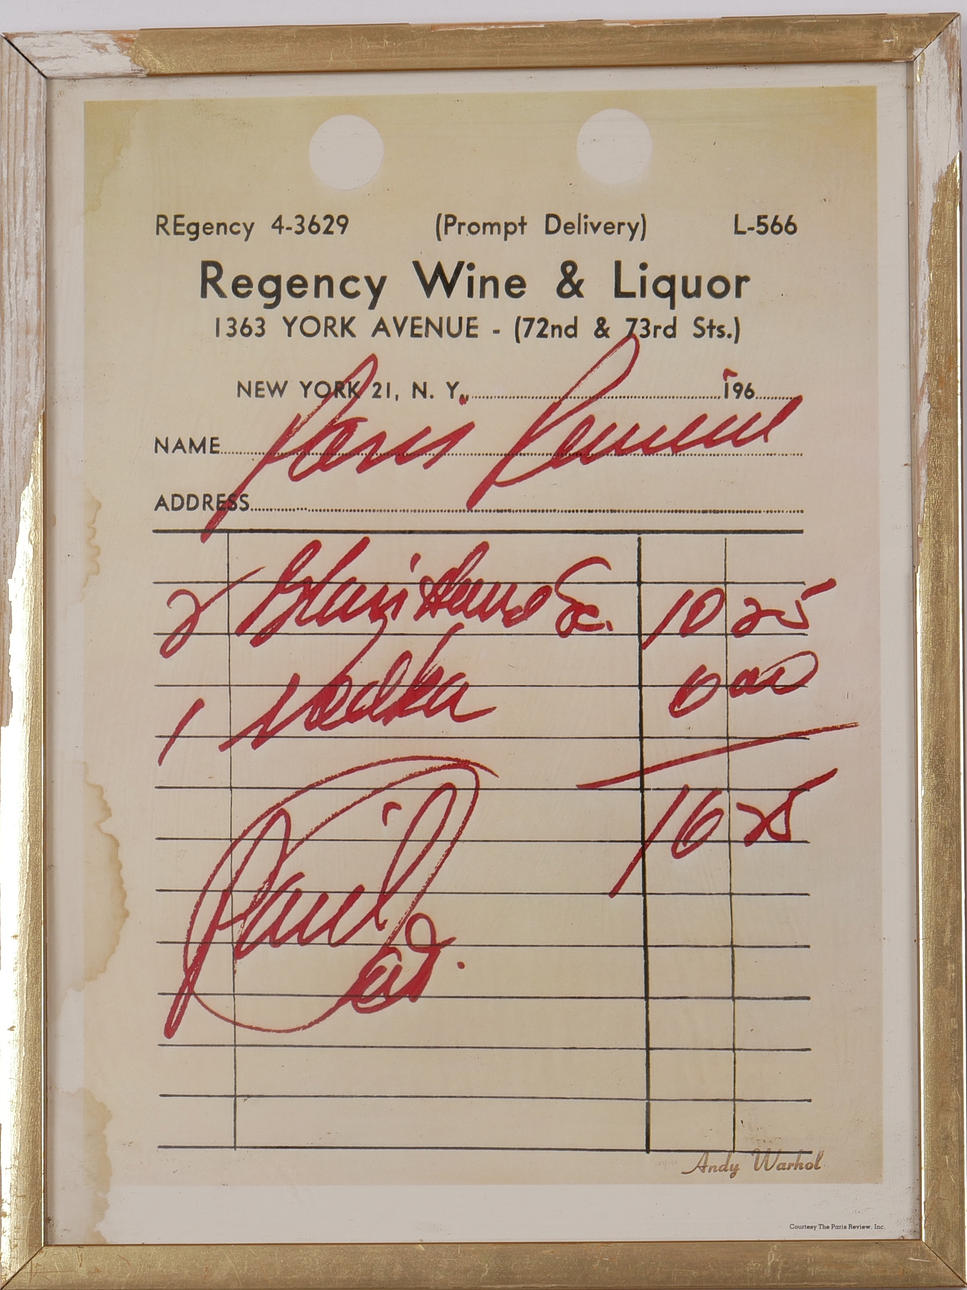 REgency 4-3629 (Prompt Delivery) L-566
Regency Wine & Liquor
1363 YORK AVENUE - (72nd & 73rd Sts.)
NEW YORK 21, N. Y., 196
NAME Paris Review
ADDRESS
2 Sc. 10 25
1 Vodka 6 00
16 25
Paid
Andy Warhol
Courtesy The Paris Review, Inc.